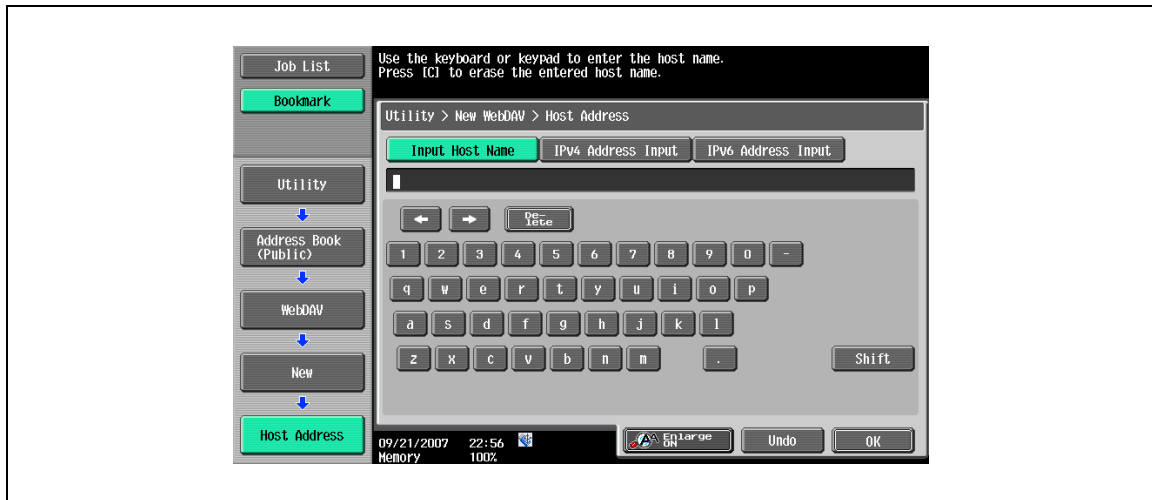 Job List
Bookmark
Utility
Address Book
(Public)
WebDAV
New
Host Address
Use the keyboard or keypad to enter the host name.
Press [C] to erase the entered host name.
Utility > New WebDAV > Host Address
Input Host Name IPv4 Address Input IPv6 Address Input
De-
lete
1 2 3 4 5 6 7 8 9 0 -
q w e r t y u i o p
a s d f g h j k l
z x c v b n m . Shift
09/21/2007 22:56
Memory 100%
Enlarge
ON
Undo OK